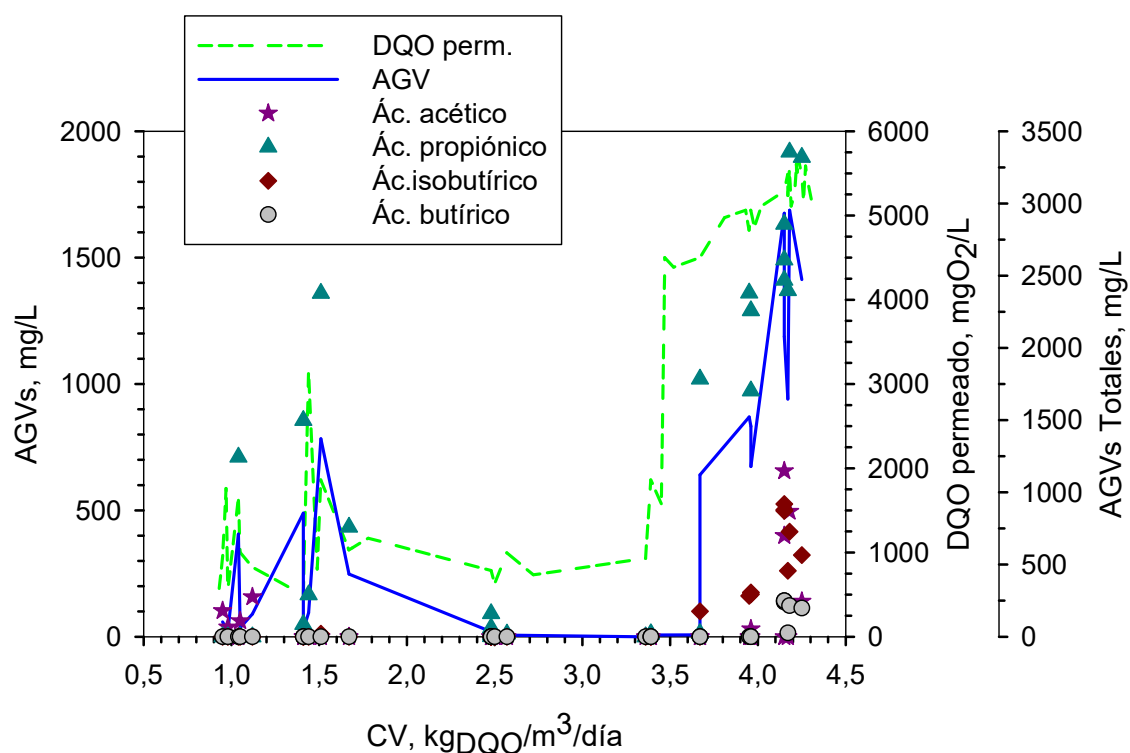 DQO perm.
AGV
Ác. acético
Ác. propiónico
Ác.isobutírico
Ác. butírico
AGVs, mg/L
2000
1500
1000
500
0
0,5 1,0 1,5 2,0 2,5 3,0 3,5 4,0 4,5
CV, kgDQO/m3/día
6000
5000
4000
3000
2000
1000
0
DQO permeado, mgO2/L
3500
3000
2500
2000
1500
1000
500
0
AGVs Totales, mg/L